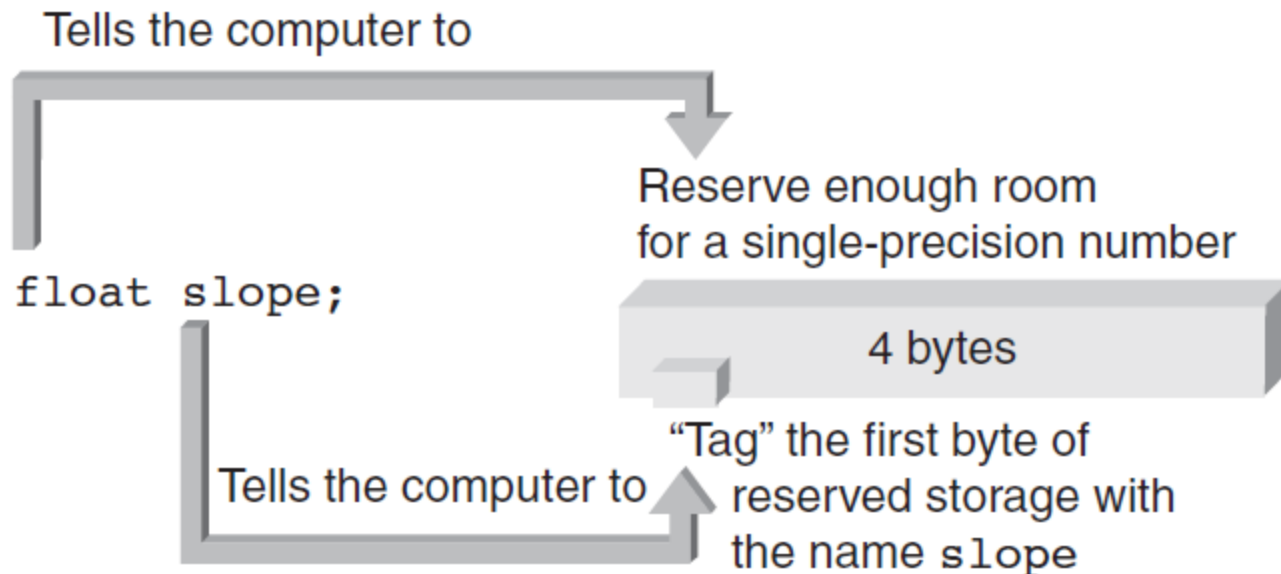 Tells the computer to
Reserve enough room
for a single-precision number
float slope;
4 bytes
“Tag” the first byte of
Tells the computer to
reserved storage with
the name slope